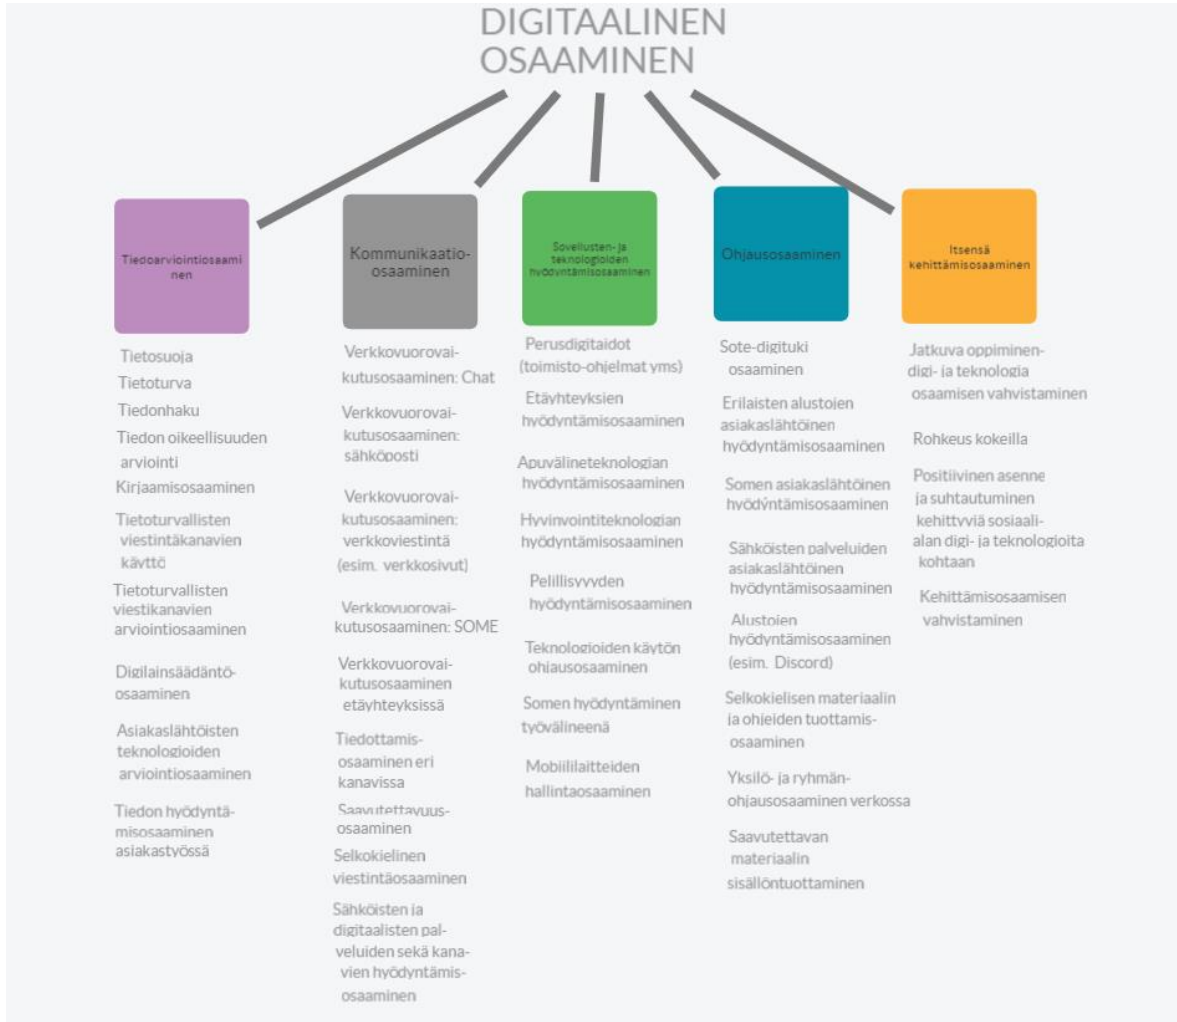 DIGITAALINEN
OSAAMINEN
Tiedoarviointiosaami
nen
Tietosuoja
Tietoturva
Tiedonhaku
Tiedon oikeellisuuden
arviointi
Kirjaamisosaaminen
Tietoturvallisten
viestintäkanavien
käyttö
Tietoturvallisten
viestikanavien
arviointiosaaminen
Digilainsäädäntö-
osaaminen
Asiakaslähtöisten
teknologioiden
arviointiosaaminen
Tiedon hyödyntä-
misosaaminen
asiakastyössä
Kommunikaatio-
osaaminen
Verkkovuorovai-
kutusosaaminen: Chat
Verkkovuorovai-
kutusosaaminen:
sähköposti
Verkkovuorovai-
kutusosaaminen:
verkkoviestintä
(esim. verkkosivut)
Verkkovuorovai-
kutusosaaminen: SOME
Verkkovuorovai-
kutusosaaminen
etäyhteyksissä
Tiedottamis-
osaaminen eri
kanavissa
Saavutettavuus-
osaaminen
Selkokielinen
viestintäosaaminen
Sähköisten ja
digitaalisten pal-
veluiden sekä kana-
vien hyödyntämis-
osaaminen
Sovellusten- ja
teknologioiden
hyödyntämisosaaminen
Perusdigitaidot
(toimisto-ohjelmat yms)
Etäyhteyksien
hyödyntämisosaaminen
Apuvälineteknologian
hyödyntämisosaaminen
Hyvinvointiteknologian
hyödyntämisosaaminen
Pelillisyyden
hyödyntämisosaaminen
Teknologioiden käytön
ohjausosaaminen
Somen hyödyntäminen
työvälineenä
Mobiililaitteiden
hallintaosaaminen
Ohjausosaaminen
Sote-digituki
osaaminen
Erilaisten alustojen
asiakaslähtöinen
hyödyntämisosaaminen
Somen asiakaslähtöinen
hyödyntämisosaaminen
Sähköisten palveluiden
asiakaslähtöinen
hyödyntämisosaaminen
Alustojen
hyödyntämisosaaminen
(esim. Discord)
Selkokielisen materiaalin
ja ohjeiden tuottamis-
osaaminen
Yksilö- ja ryhmän-
ohjausosaaminen verkossa
Saavutettavan
materiaalin
sisällöntuottaminen
Itsensä
kehittämisosaaminen
Jatkuva oppiminen-
digi- ja teknologia
osaamisen vahvistaminen
Rohkeus kokeilla
Positiivinen asenne
ja suhtautuminen
kehittyviä sosiaali-
alan digi- ja teknologioita
kohtaan
Kehittämisosaamisen
vahvistaminen